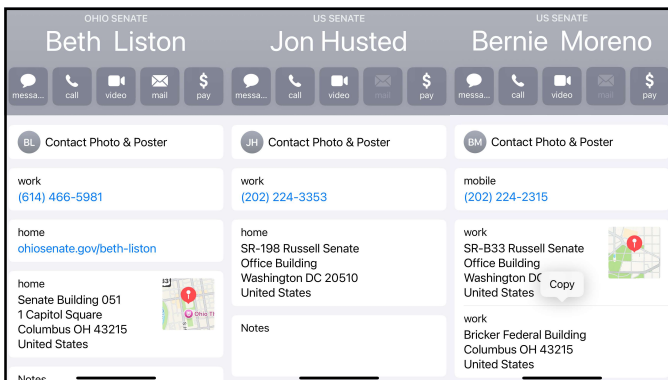 OHIO SENATE
Beth Liston
messa...
call
video
mail
pay
BL Contact Photo & Poster
work
(614) 466-5981
home
ohiosenate.gov/beth-liston
home
Senate Building 051
1 Capitol Square
Columbus OH 43215
United States
Ohio
Notes
US SENATE
Jon Husted
messa...
call
video
mail
pay
JH Contact Photo & Poster
work
(202) 224-3353
home
SR-198 Russell Senate
Office Building
Washington DC 20510
United States
Notes
US SENATE
Bernie Moreno
messa...
call
video
mail
pay
BM Contact Photo & Poster
mobile
(202) 224-2315
work
SR-B33 Russell Senate
Office Building
Washington DC
United States
Copy
work
Bricker Federal Building
Columbus OH 43215
United States